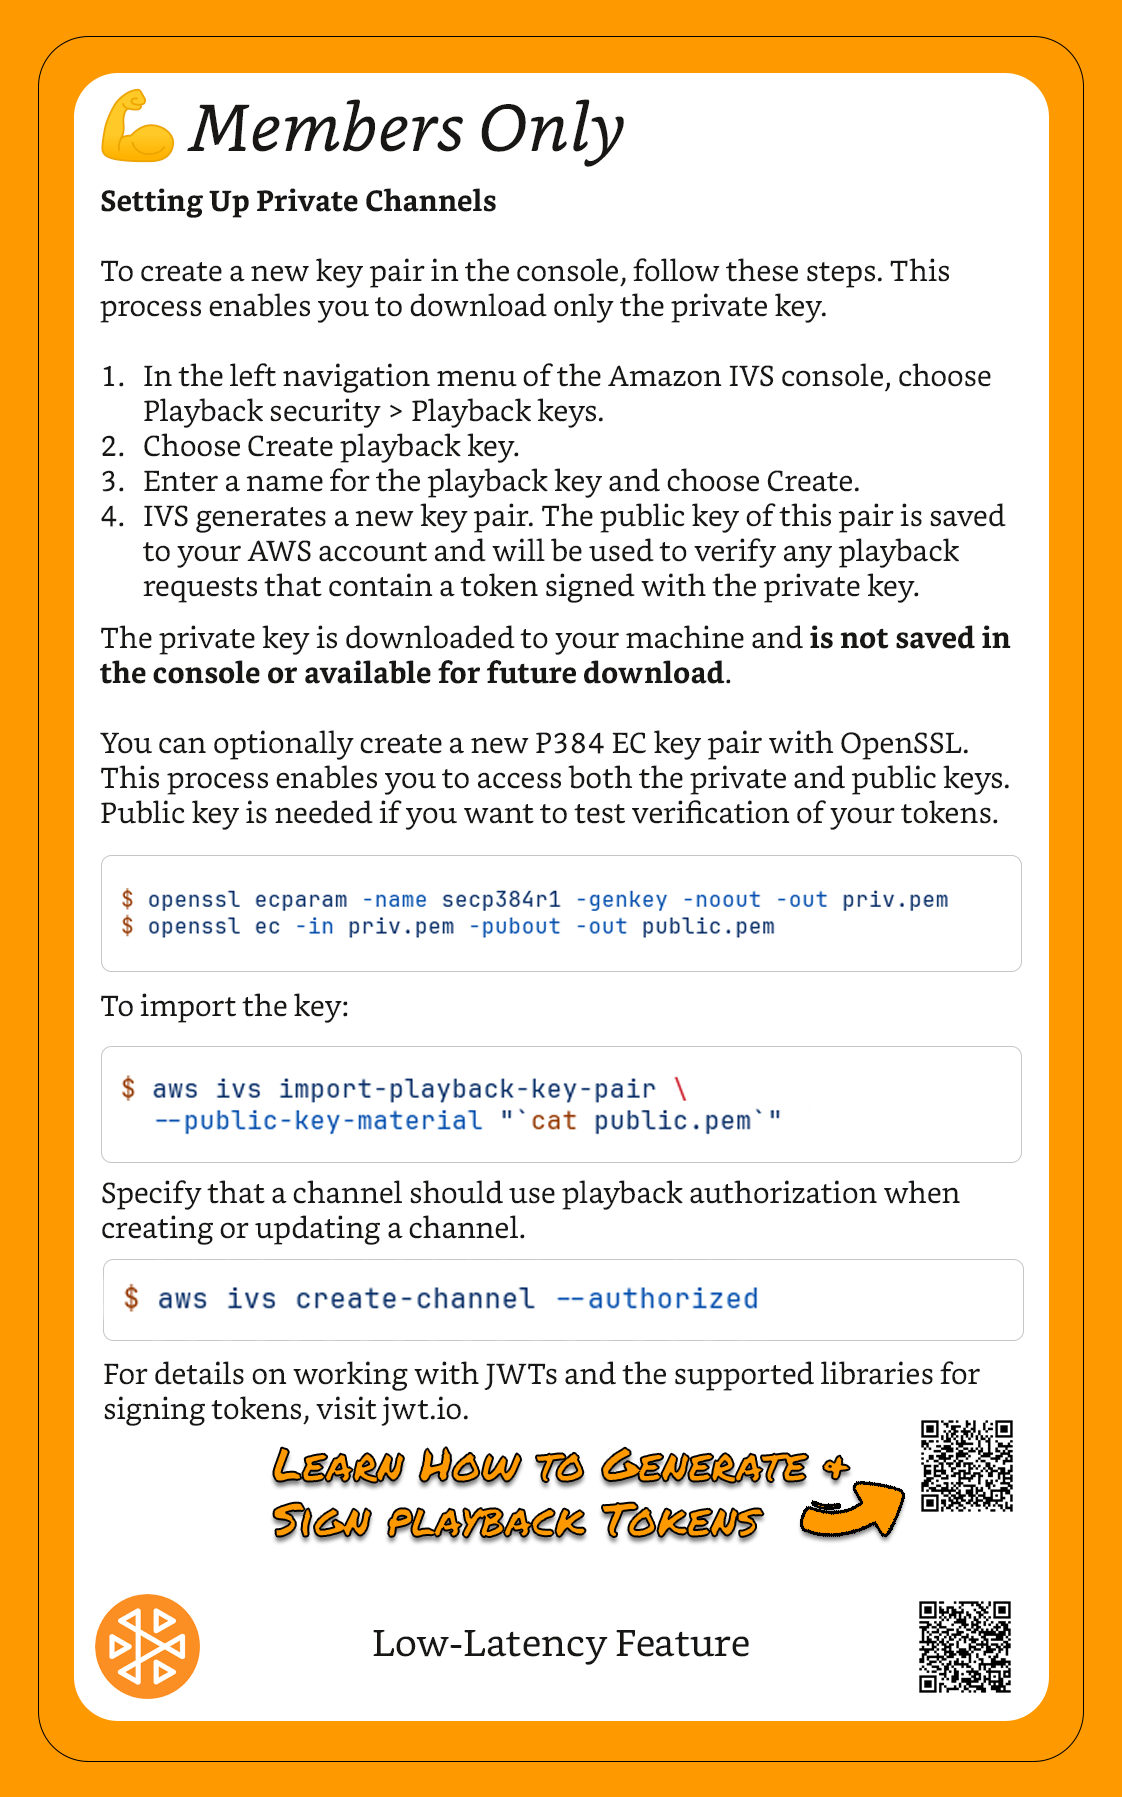 Members Only
Setting Up Private Channels
To create a new key pair in the console, follow these steps. This
process enables you to download only the private key.
1. In the left navigation menu of the Amazon IVS console, choose
Playback security > Playback keys.
2. Choose Create playback key.
3. Enter a name for the playback key and choose Create.
4. IVS generates a new key pair. The public key of this pair is saved
to your AWS account and will be used to verify any playback
requests that contain a token signed with the private key.
The private key is downloaded to your machine and is not saved in
the console or available for future download.
You can optionally create a new P384 EC key pair with OpenSSL.
This process enables you to access both the private and public keys.
Public key is needed if you want to test verification of your tokens.
$ openssl ecparam -name secp384r1 -genkey -noout -out priv.pem
$ openssl ec -in priv.pem -pubout -out public.pem
To import the key:
$ aws ivs import-playback-key-pair \
--public-key-material "`cat public.pem`"
Specify that a channel should use playback authorization when
creating or updating a channel.
$ aws ivs create-channel --authorized
For details on working with JWTs and the supported libraries for
signing tokens, visit jwt.io.
Learn How to Generate &
Sign playback Tokens
Low-Latency Feature